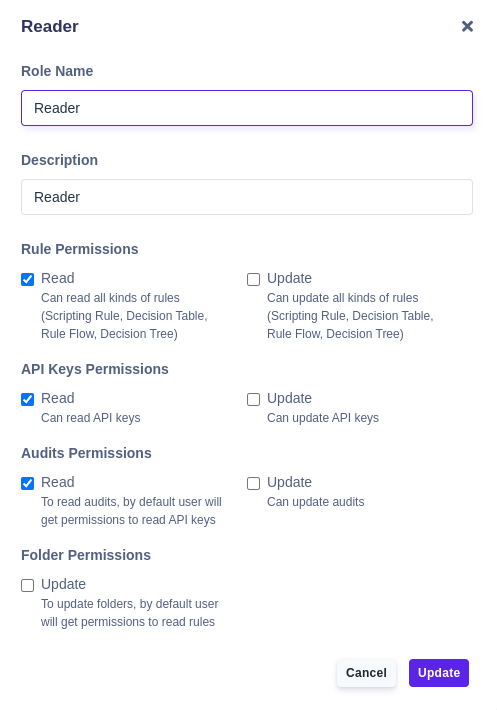 Reader
Role Name
Reader
Description
Reader
Rule Permissions
Read
Can read all kinds of rules
(Scripting Rule, Decision Table,
Rule Flow, Decision Tree)
Update
Can update all kinds of rules
(Scripting Rule, Decision Table,
Rule Flow, Decision Tree)
API Keys Permissions
Read
Can read API keys
Update
Can update API keys
Audits Permissions
Read
To read audits, by default user will
get permissions to read API keys
Update
Can update audits
Folder Permissions
Update
To update folders, by default user
will get permissions to read rules
Cancel
Update